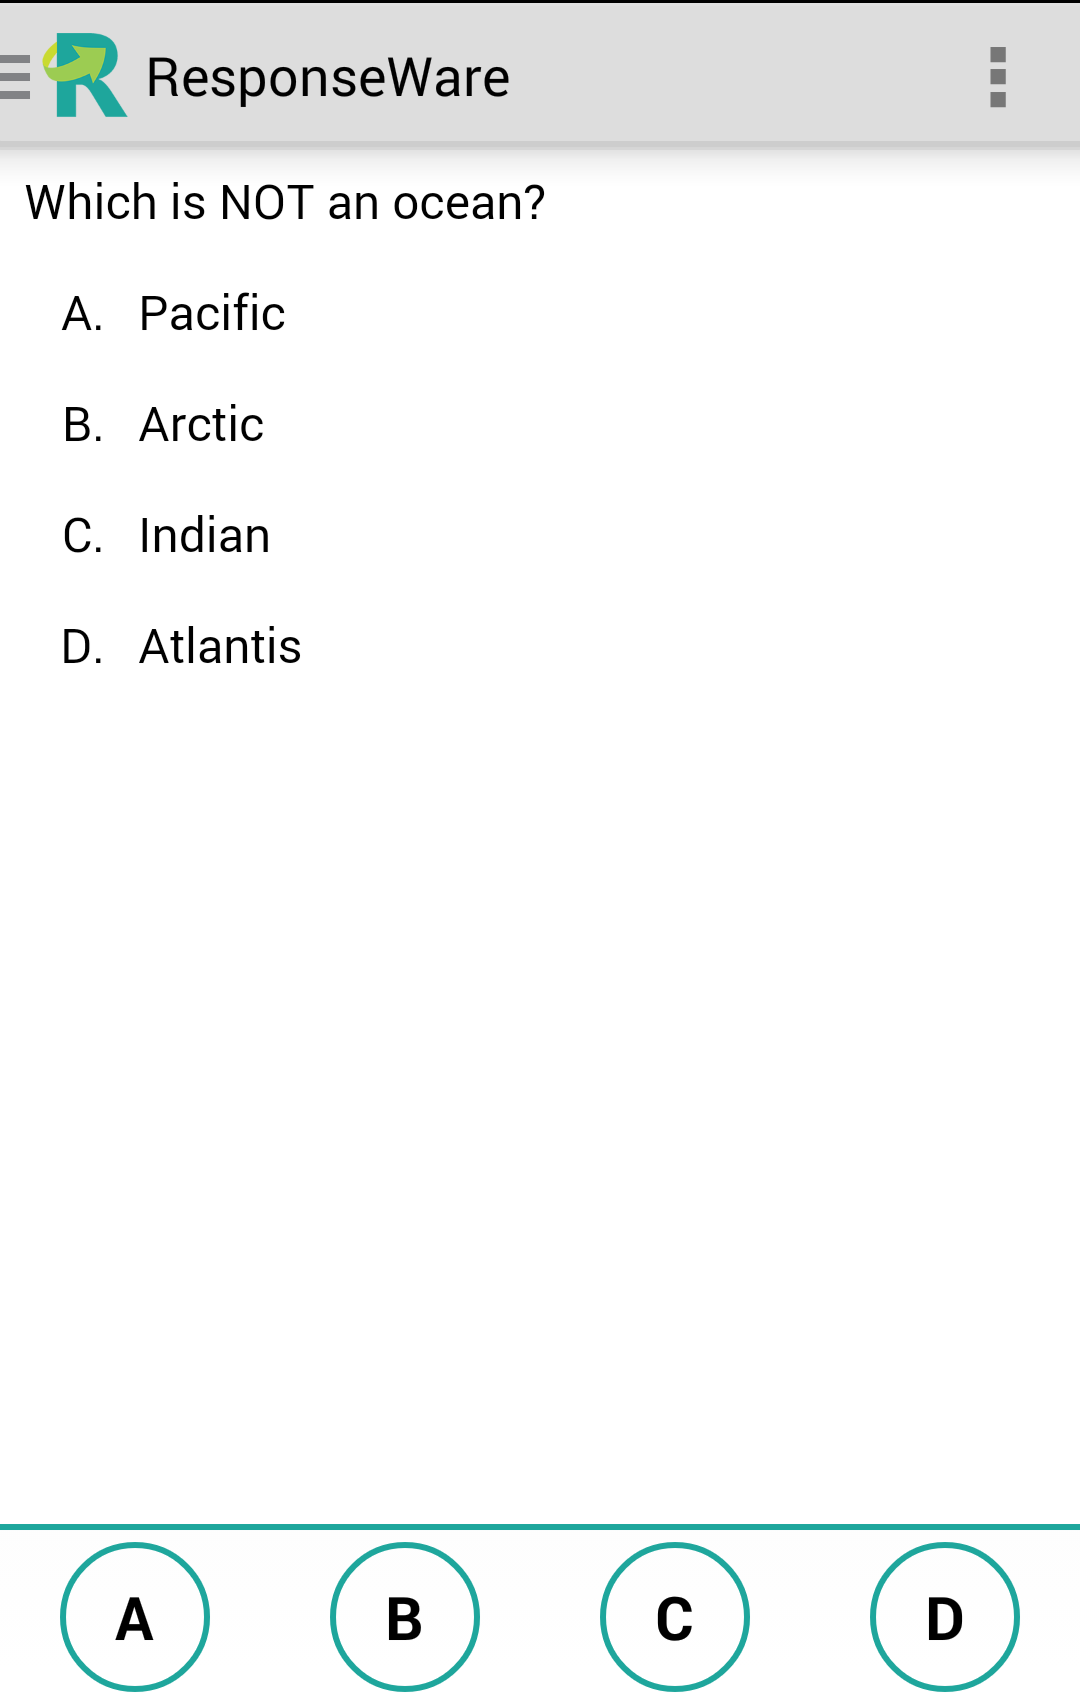 ResponseWare
Which is NOT an ocean?
A. Pacific
B. Arctic
C. Indian
D. Atlantis
A B C D